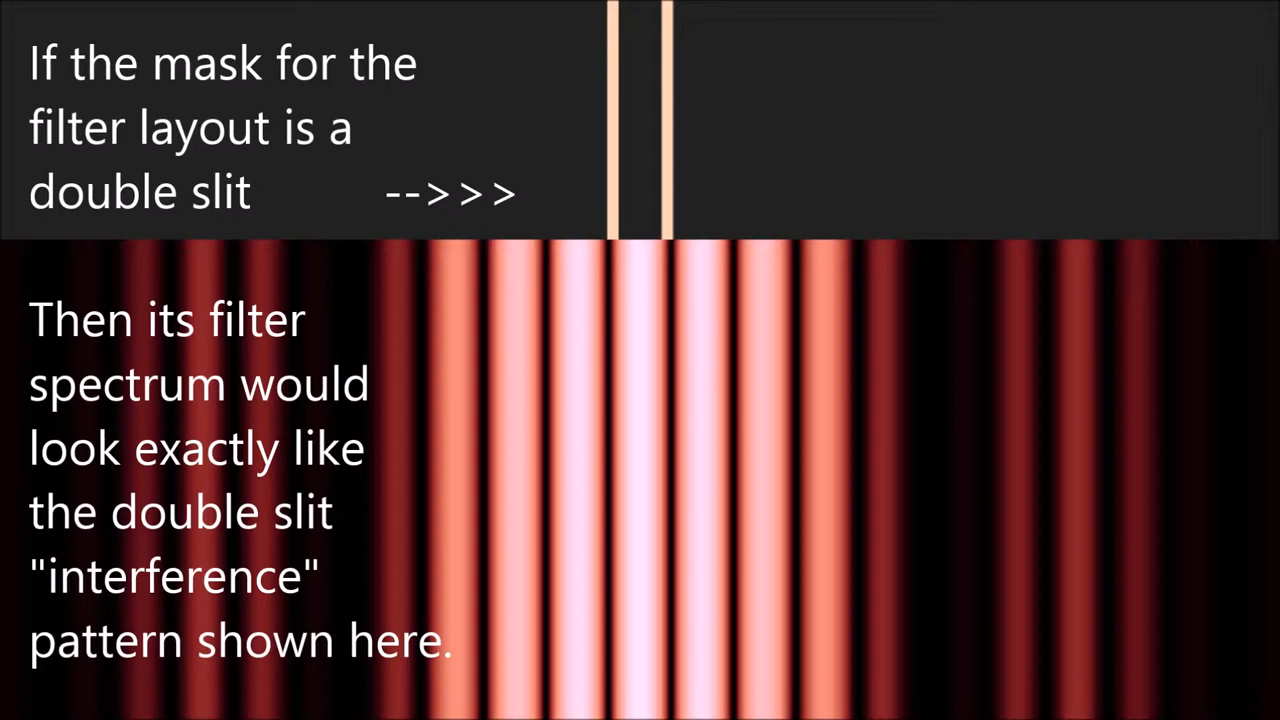 If the mask for the
filter layout is a
double slit -->>>
Then its filter
spectrum would
look exactly like
the double slit
"interference"
pattern shown here.